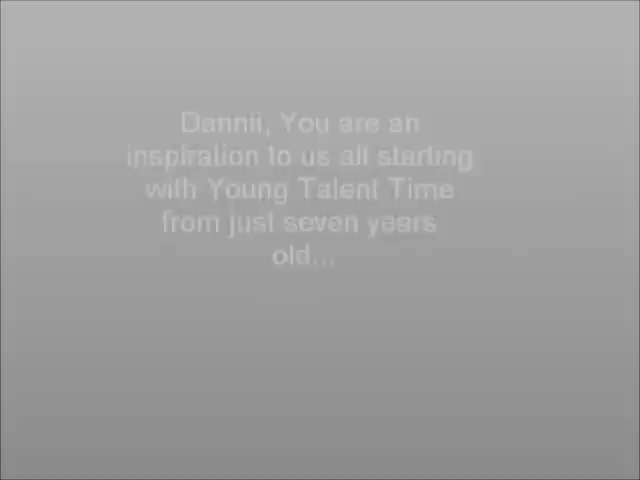 Dannii, You are an
inspiration to us all starting
with Young Talent Time
from just seven years
old...